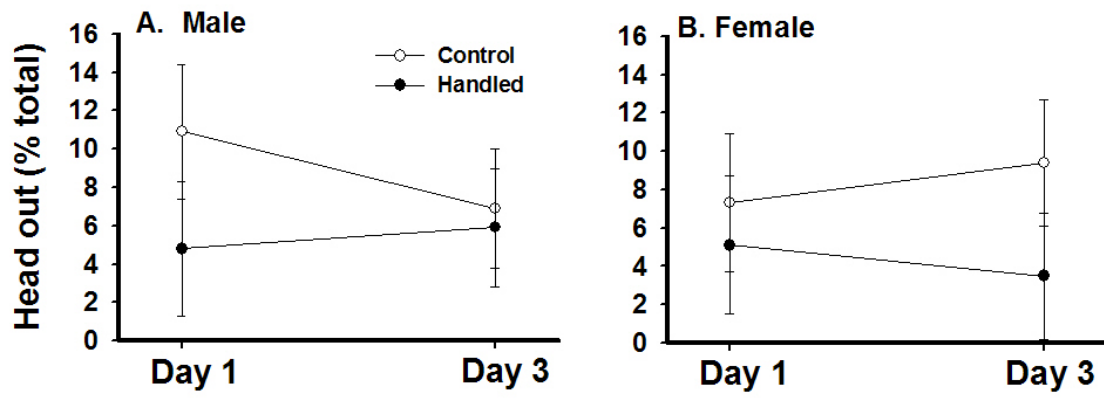 A. Male
Control
Handled
Head out (% total)
16
14
12
10
8
6
4
2
0
Day 1
Day 3
B. Female
16
14
12
10
8
6
4
2
0
Day 1
Day 3